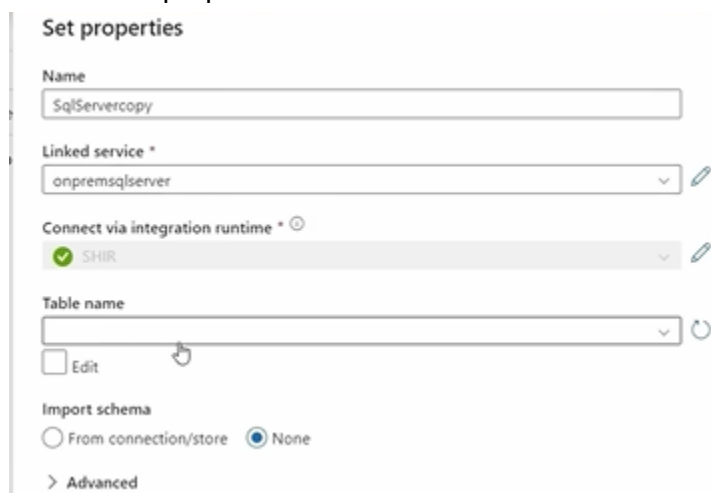 Set properties
Name
SqlServercopy
Linked service *
onpremsqlserver
Connect via integration runtime *
SHIR
Table name
Edit
Import schema
From connection/store None
Advanced